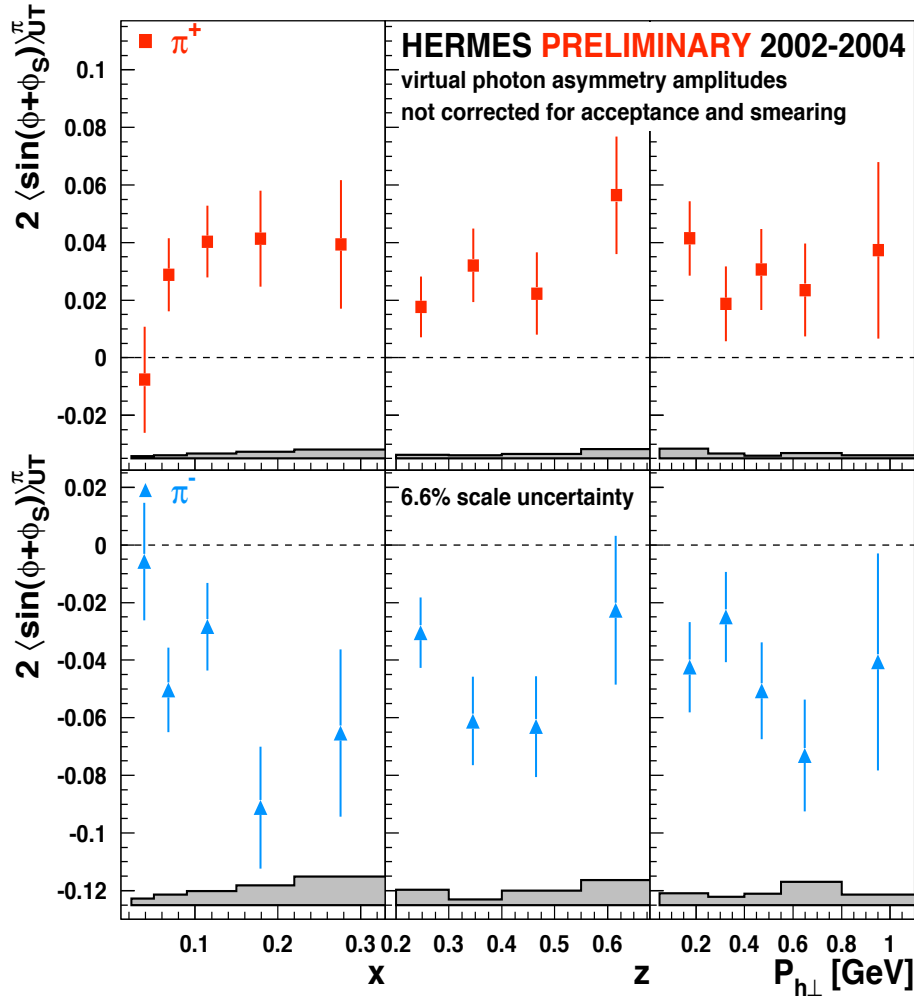 2 ⟨sin(ϕ+ϕS)⟩πUT
π+
HERMES PRELIMINARY 2002-2004
virtual photon asymmetry amplitudes
not corrected for acceptance and smearing
0.1
0.08
0.06
0.04
0.02
0
-0.02
2 ⟨sin(ϕ+ϕS)⟩πUT
π-
6.6% scale uncertainty
0.02
0
-0.02
-0.04
-0.06
-0.08
-0.1
-0.12
0.1 0.2 0.3 0.2 0.3 0.4 0.5 0.6 0.2 0.4 0.6 0.8 1
x z Ph⊥ [GeV]